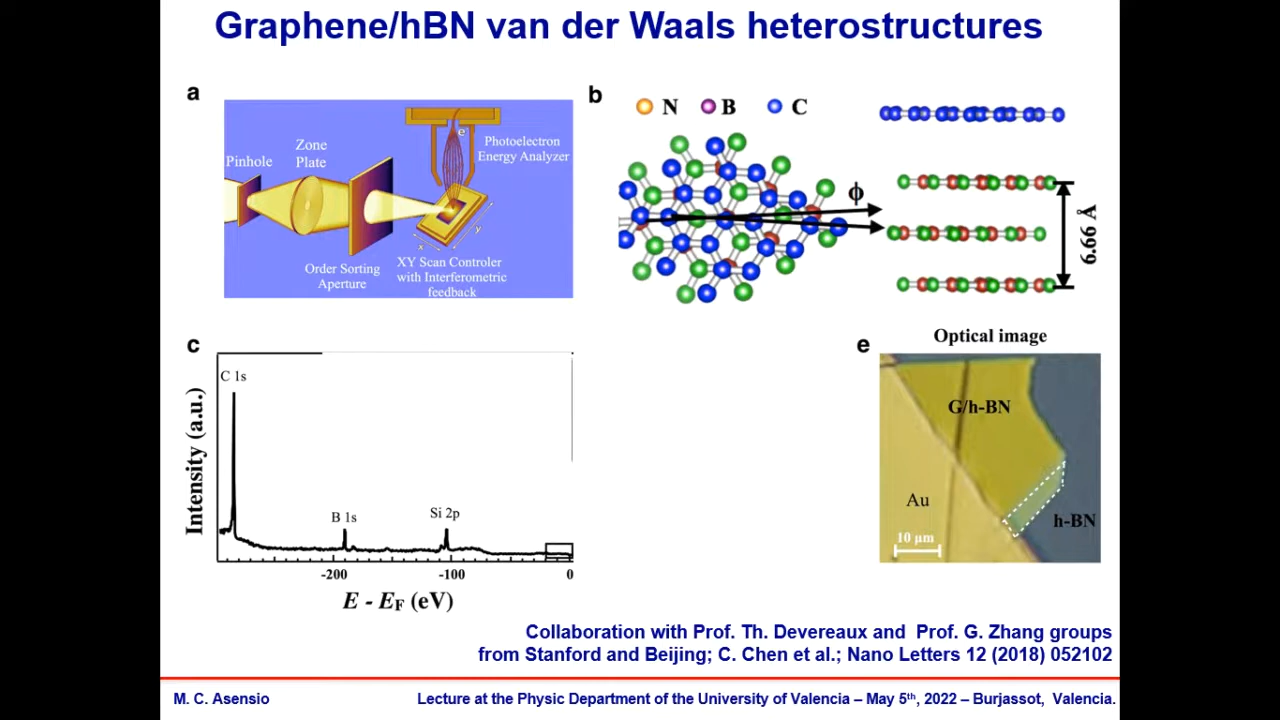 Graphene/hBN van der Waals heterostructures
a
Pinhole
Zone
Plate
e
Photoelectron
Energy Analyzer
Order Sorting
Aperture
x
y
XY Scan Controler
with Interferometric
feedback
b
N B C
ϕ
6.66 Å
c
C 1s
B 1s
Si 2p
Intensity (a.u.)
-200 -100 0
E - EF (eV)
e
Optical image
G/h-BN
Au
h-BN
10 μm
Collaboration with Prof. Th. Devereaux and Prof. G. Zhang groups
from Stanford and Beijing; C. Chen et al.; Nano Letters 12 (2018) 052102
M. C. Asensio
Lecture at the Physic Department of the University of Valencia – May 5th, 2022 – Burjassot, Valencia.